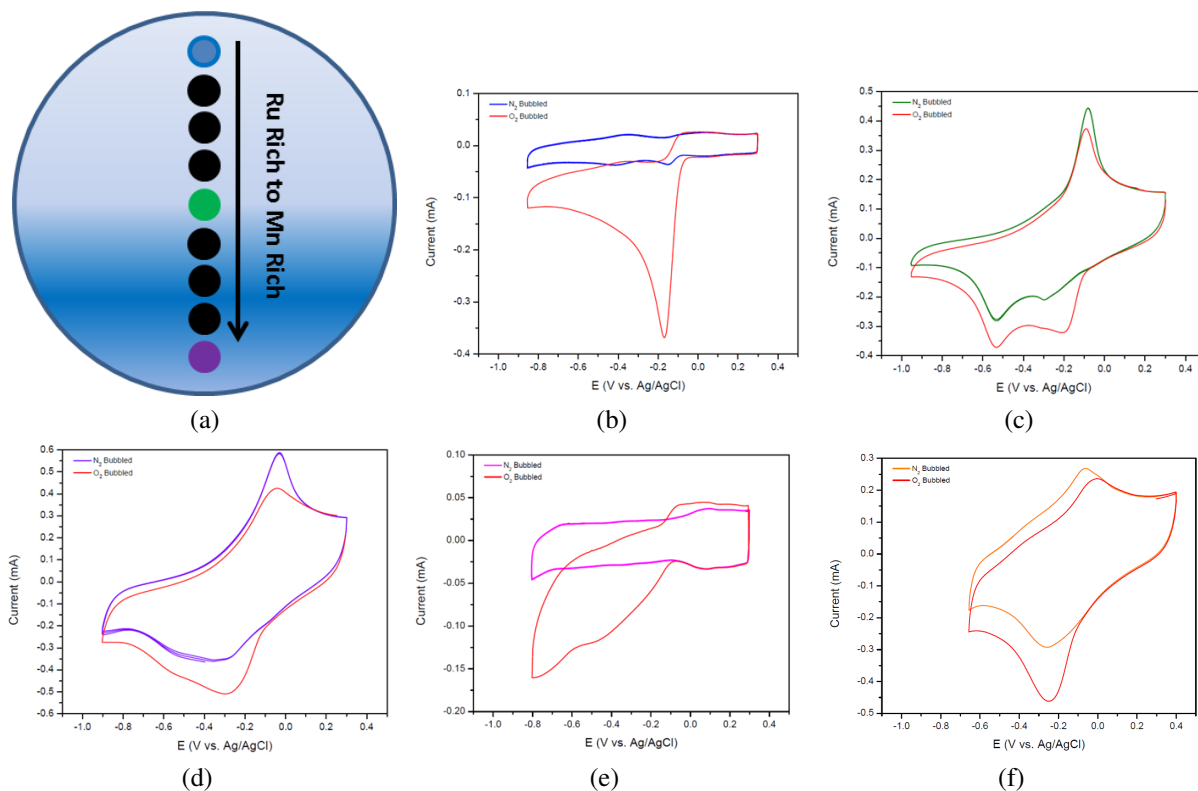 Ru Rich to Mn Rich
(a)
N2 Bubbled
O2 Bubbled
0.1
0.0
-0.1
-0.2
-0.3
-0.4
Current (mA)
-1.0 -0.8 -0.6 -0.4 -0.2 0.0 0.2 0.4
E (V vs. Ag/AgCl)
(b)
N2 Bubbled
O2 Bubbled
0.5
0.4
0.3
0.2
0.1
0.0
-0.1
-0.2
-0.3
-0.4
Current (mA)
-1.0 -0.8 -0.6 -0.4 -0.2 0.0 0.2 0.4
E (V vs. Ag/AgCl)
(c)
N2 Bubbled
O2 Bubbled
0.6
0.5
0.4
0.3
0.2
0.1
0.0
-0.1
-0.2
-0.3
-0.4
-0.5
-0.6
Current (mA)
-1.0 -0.8 -0.6 -0.4 -0.2 0.0 0.2 0.4
E (V vs. Ag/AgCl)
(d)
N2 Bubbled
O2 Bubbled
0.10
0.05
0.00
-0.05
-0.10
-0.15
-0.20
Current (mA)
-1.0 -0.8 -0.6 -0.4 -0.2 0.0 0.2 0.4
E (V vs. Ag/AgCl)
(e)
N2 Bubbled
O2 Bubbled
0.3
0.2
0.1
0.0
-0.1
-0.2
-0.3
-0.4
-0.5
Current (mA)
-1.0 -0.8 -0.6 -0.4 -0.2 0.0 0.2 0.4
E (V vs. Ag/AgCl)
(f)